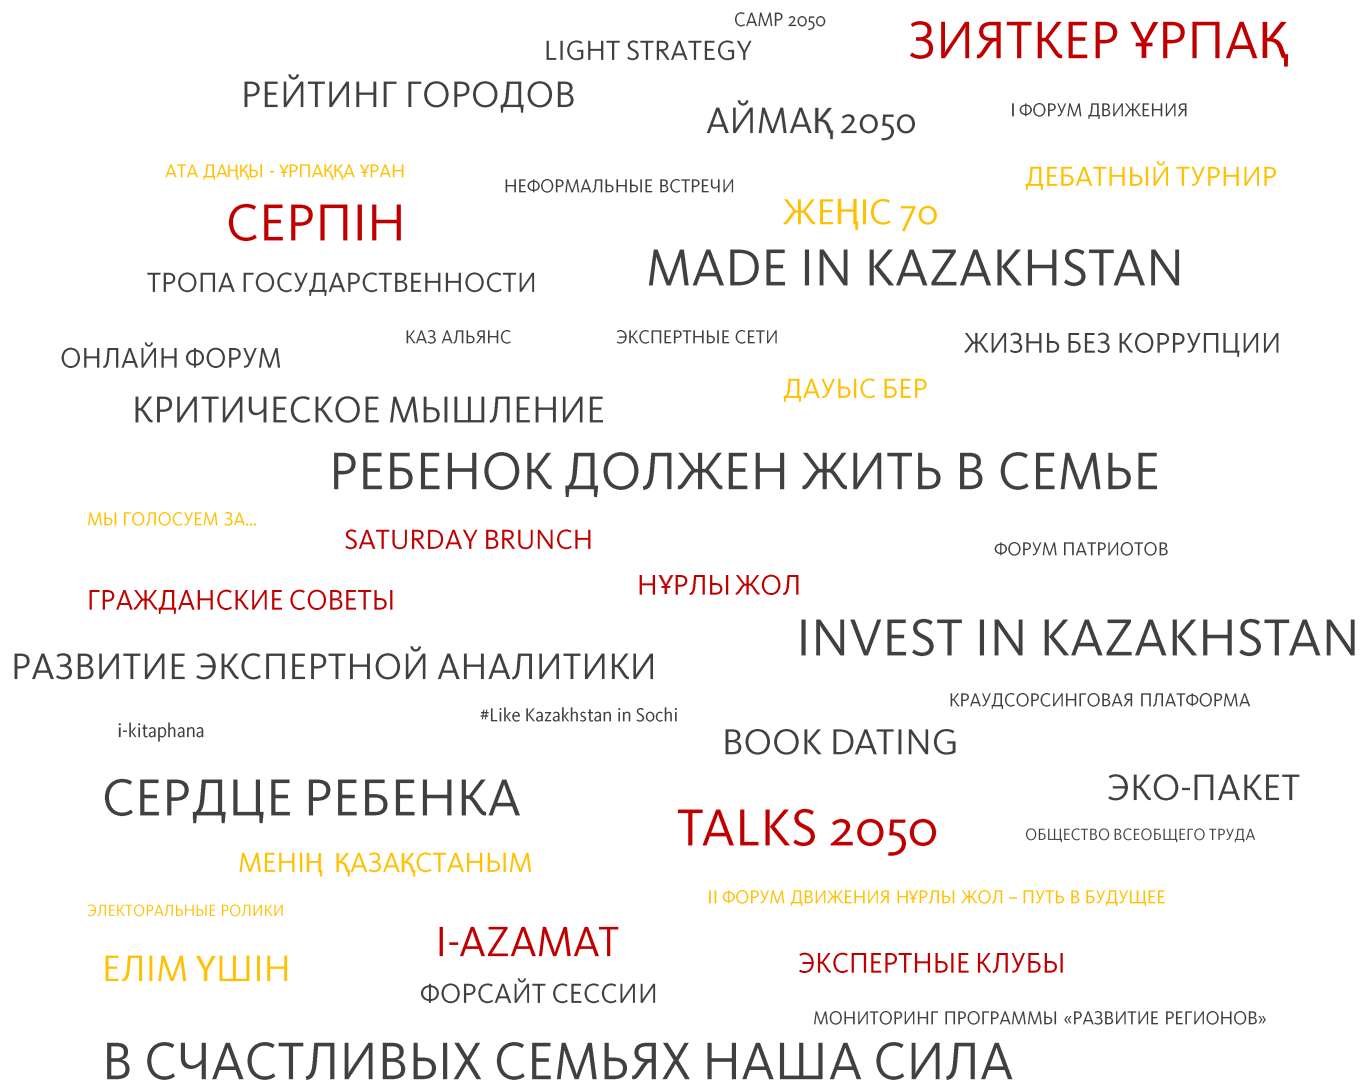 CAMP 2050
ЗИЯТКЕР ҰРПАҚ
LIGHT STRATEGY
РЕЙТИНГ ГОРОДОВ
АЙМАҚ 2050
I ФОРУМ ДВИЖЕНИЯ
АТА ДАҢҚЫ - ҰРПАҚҚА ҰРАН
НЕФОРМАЛЬНЫЕ ВСТРЕЧИ
ДЕБАТНЫЙ ТУРНИР
СЕРПІН
ЖЕҢІС 70
ТРОПА ГОСУДАРСТВЕННОСТИ
MADE IN KAZAKHSTAN
КАЗ АЛЬЯНС
ЭКСПЕРТНЫЕ СЕТИ
ЖИЗНЬ БЕЗ КОРРУПЦИИ
ОНЛАЙН ФОРУМ
ДАУЫС БЕР
КРИТИЧЕСКОЕ МЫШЛЕНИЕ
РЕБЕНОК ДОЛЖЕН ЖИТЬ В СЕМЬЕ
МЫ ГОЛОСУЕМ ЗА...
SATURDAY BRUNCH
ФОРУМ ПАТРИОТОВ
ГРАЖДАНСКИЕ СОВЕТЫ
НҰРЛЫ ЖОЛ
INVEST IN KAZAKHSTAN
РАЗВИТИЕ ЭКСПЕРТНОЙ АНАЛИТИКИ
КРАУДСОРСИНГОВАЯ ПЛАТФОРМА
#Like Kazakhstan in Sochi
i-kitaphana
BOOK DATING
СЕРДЦЕ РЕБЕНКА
ЭКО-ПАКЕТ
TALKS 2050
ОБЩЕСТВО ВСЕОБЩЕГО ТРУДА
МЕНІҢ ҚАЗАҚСТАНЫМ
II ФОРУМ ДВИЖЕНИЯ НҰРЛЫ ЖОЛ – ПУТЬ В БУДУЩЕЕ
ЭЛЕКТОРАЛЬНЫЕ РОЛИКИ
I-AZAMAT
ЕЛІМ ҮШІН
ЭКСПЕРТНЫЕ КЛУБЫ
ФОРСАЙТ СЕССИИ
МОНИТОРИНГ ПРОГРАММЫ «РАЗВИТИЕ РЕГИОНОВ»
В СЧАСТЛИВЫХ СЕМЬЯХ НАША СИЛА